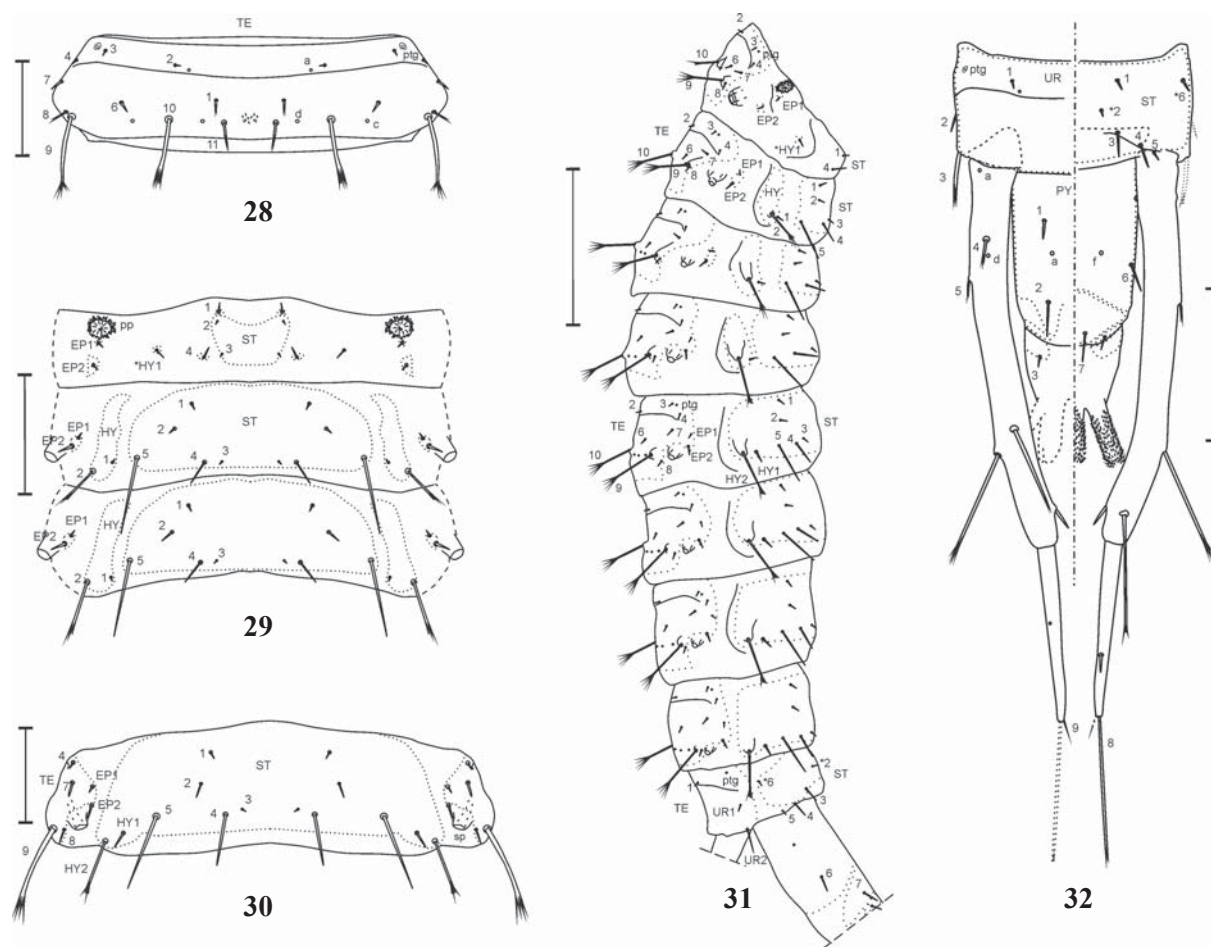 TE
4 3 2 a ptg
7
6 1 10 d c
8
9 11
28
1
pp 2 ST
EP1 4 3
EP2 *HY1
1
EP1 HY ST
EP2 2
1 5 4 3
2
1
EP1 HY
EP2 2
5 4 3
2 1
29
4 1 ST
TE EP1
7 2
EP2 5 4 3
HY1
9 8 sp
HY2
30
2
3 ptg
10 6 4
7
9 8 EP1
2 EP2
TE 3 *HY1 1
10 6 4 4 ST
7 EP1
9 8 HY 1
EP2 2 ST
1 3
2 4
5
2 3 ptg 1
4 2 ST
TE 6 7 EP1 3
10 5 4
8 EP2
9 HY1
HY2
*2 ST
ptg *6
1 3
TE UR1 4
5
UR2
6
7
31
ptg 1 UR 1
ST *6
2 *2
3 4 5
3 a
PY
1
4
d a f
5 6
2
7
3
9 8
32